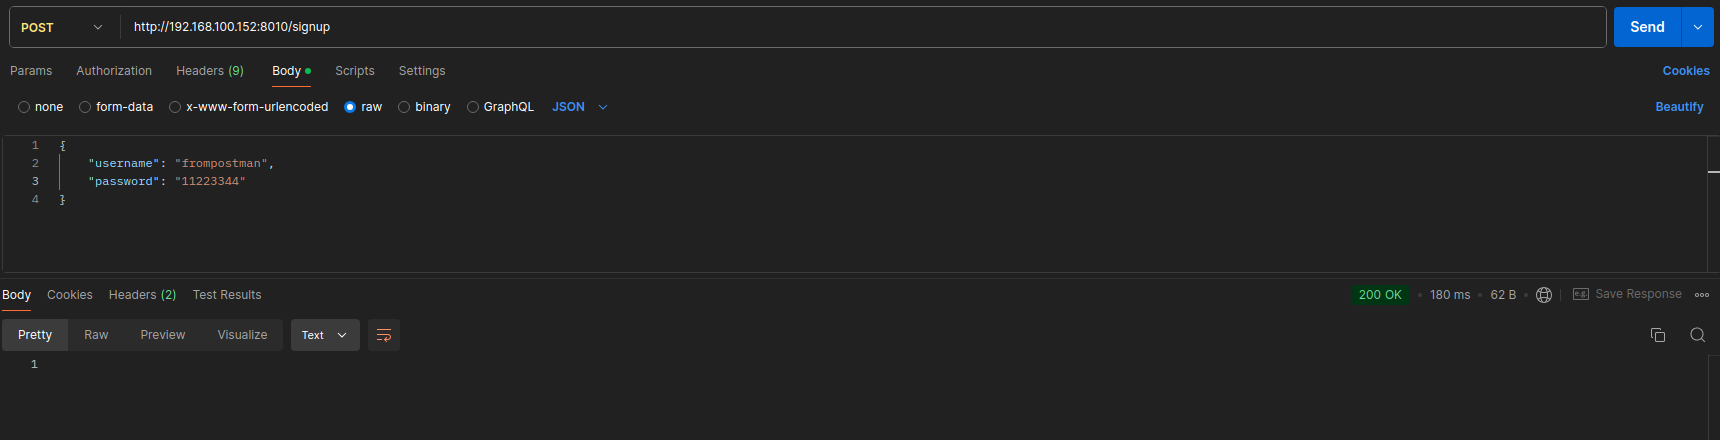 POST http://192.168.100.152:8010/signup Send
Params Authorization Headers (9) Body Scripts Settings Cookies
none form-data x-www-form-urlencoded raw binary GraphQL JSON Beautify
1 {
2 "username": "frompostman",
3 "password": "11223344"
4 }
Body Cookies Headers (2) Test Results 200 OK 180 ms 62 B e.g. Save Response
Pretty Raw Preview Visualize Text
1